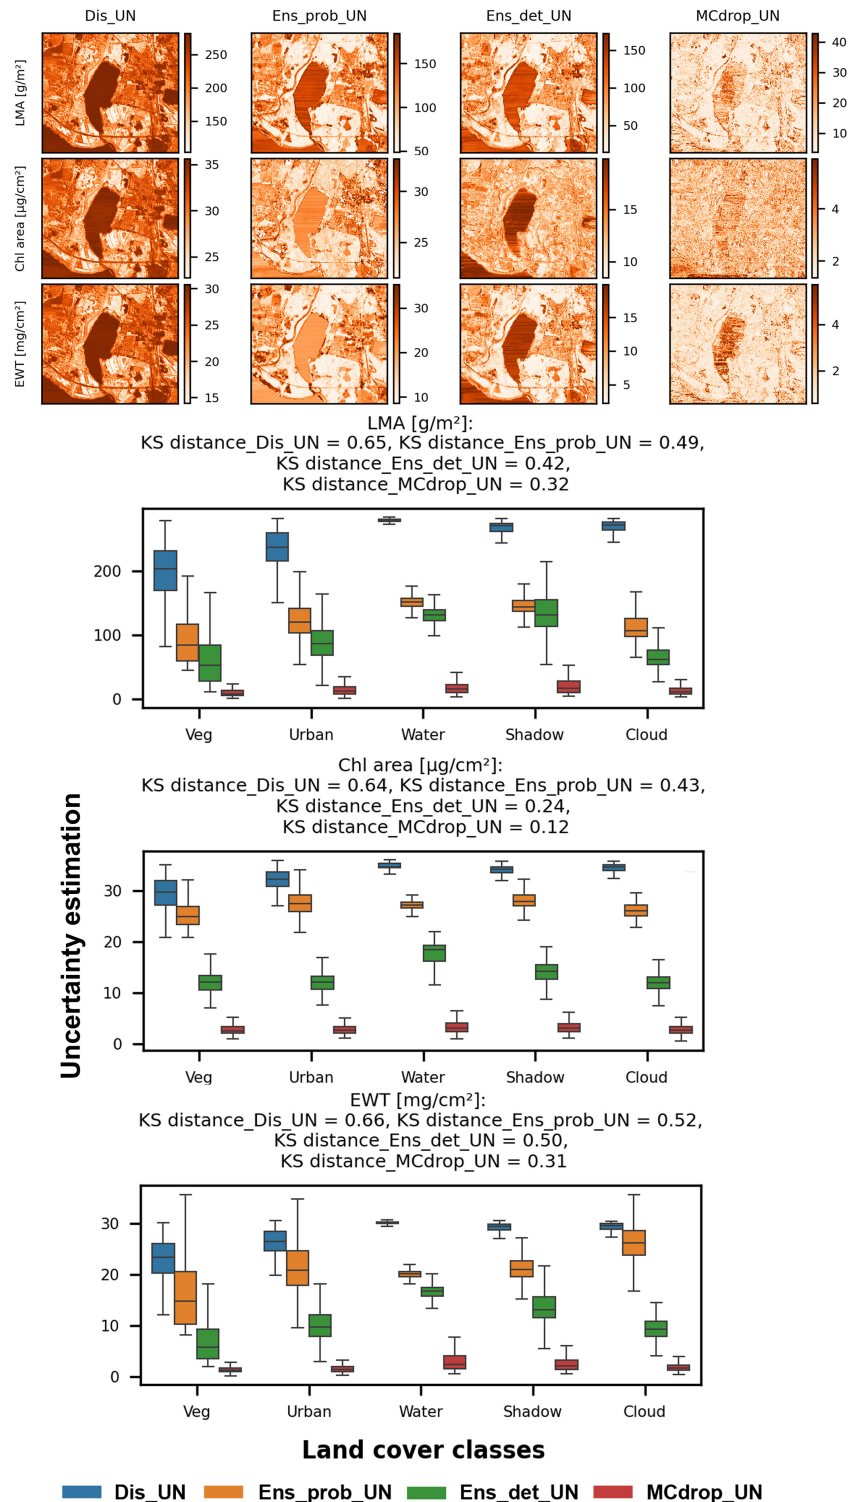 Dis_UN Ens_prob_UN Ens_det_UN MCdrop_UN
LMA [g/m²]
250
200
150
150
100
50
150
100
50
40
30
20
10
Chl area [µg/cm²]
35
30
25
30
25
15
10
4
2
EWT [mg/cm²]
30
25
20
15
30
20
10
15
10
5
4
2
LMA [g/m²]:
KS distance_Dis_UN = 0.65, KS distance_Ens_prob_UN = 0.49,
KS distance_Ens_det_UN = 0.42,
KS distance_MCdrop_UN = 0.32
200
100
0
Veg Urban Water Shadow Cloud
Chl area [µg/cm²]:
KS distance_Dis_UN = 0.64, KS distance_Ens_prob_UN = 0.43,
KS distance_Ens_det_UN = 0.24,
KS distance_MCdrop_UN = 0.12
Uncertainty estimation
30
20
10
0
Veg Urban Water Shadow Cloud
EWT [mg/cm²]:
KS distance_Dis_UN = 0.66, KS distance_Ens_prob_UN = 0.52,
KS distance_Ens_det_UN = 0.50,
KS distance_MCdrop_UN = 0.31
30
20
10
0
Veg Urban Water Shadow Cloud
Land cover classes
Dis_UN Ens_prob_UN Ens_det_UN MCdrop_UN